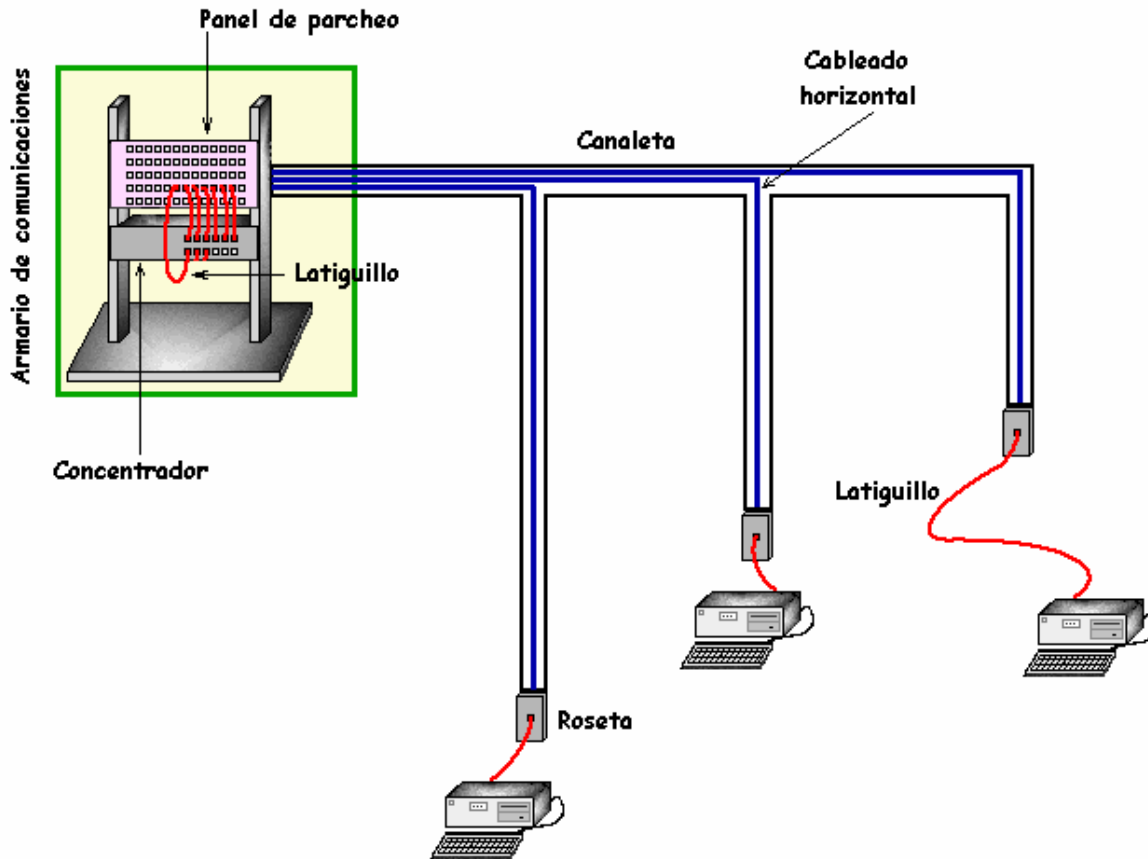 Panel de parcheo
Armario de comunicaciones
Cableado
horizontal
Canaleta
Latiguillo
Concentrador
Latiguillo
Roseta